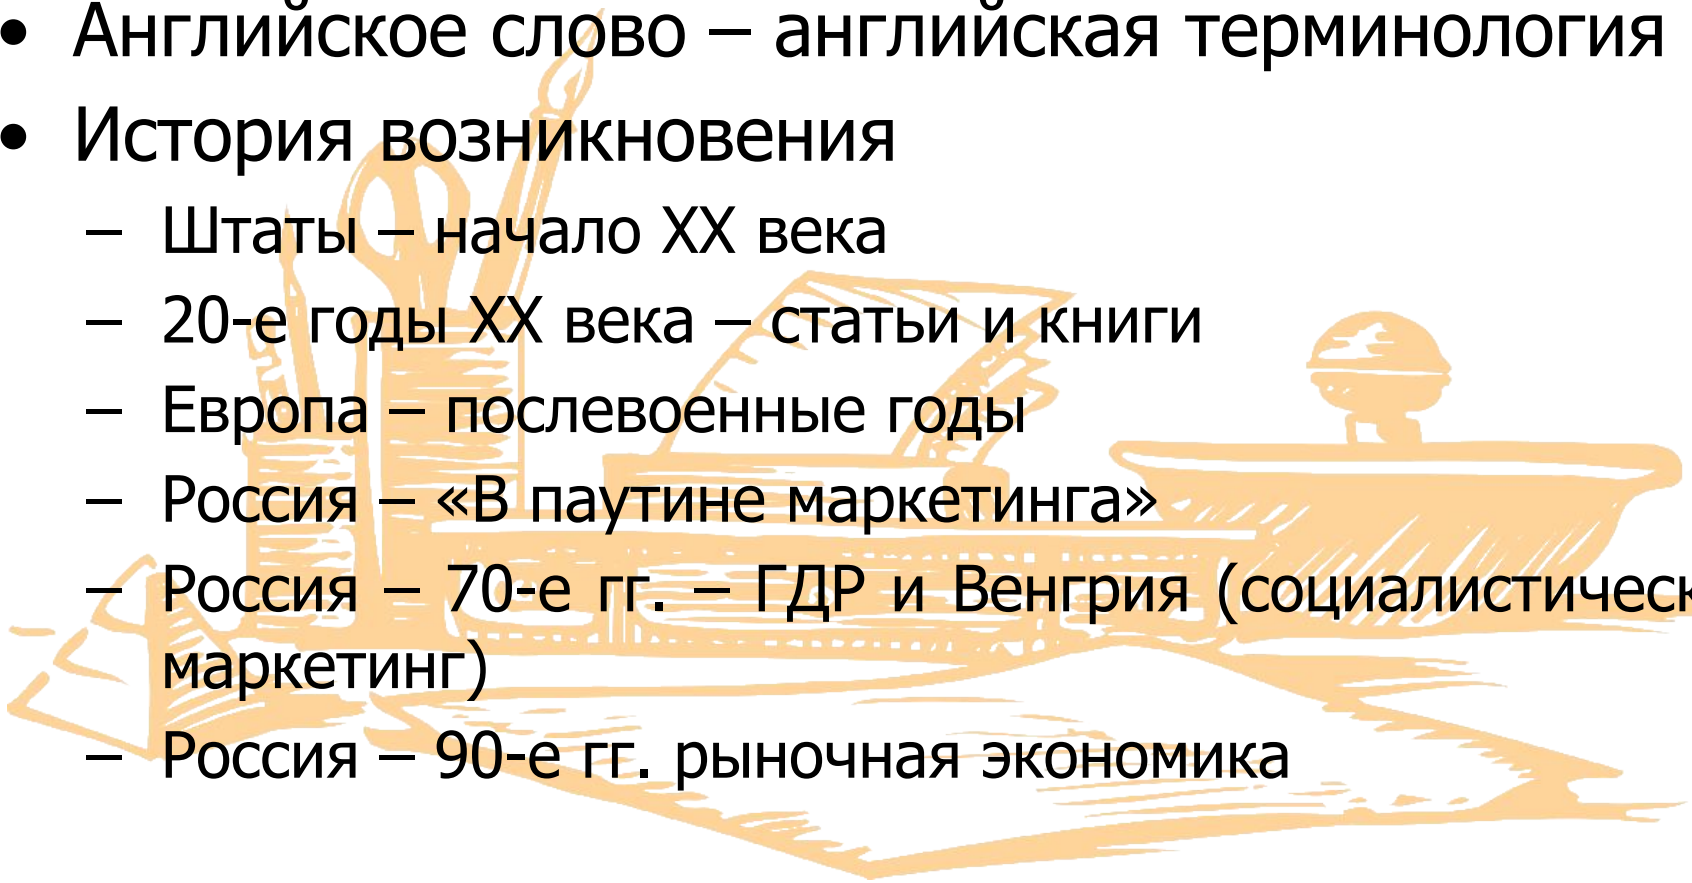 • Английское слово – английская терминология
• История возникновения
– Штаты – начало XX века
– 20-е годы XX века – статьи и книги
– Европа – послевоенные годы
– Россия – «В паутине маркетинга»
– Россия – 70-е гг. – ГДР и Венгрия (социалистическ
маркетинг)
– Россия – 90-е гг. рыночная экономика